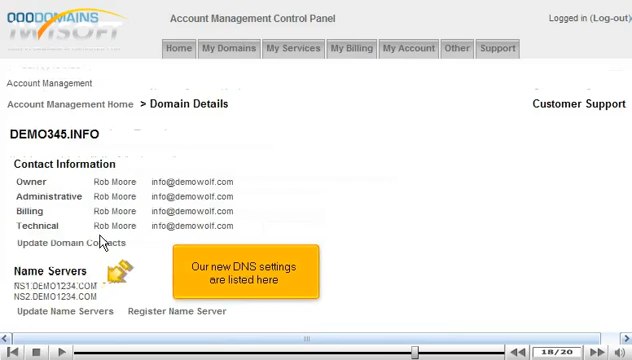 000DOMAINS
Account Management Control Panel
Logged in (Log-out)
Home My Domains My Services My Billing My Account Other Support
Account Management
Account Management Home > Domain Details Customer Support
DEMO345.INFO
Contact Information
Owner Rob Moore info@demowolf.com
Administrative Rob Moore info@demowolf.com
Billing Rob Moore info@demowolf.com
Technical Rob Moore info@demowolf.com
Update Domain Contacts
Our new DNS settings
are listed here
Name Servers
NS1.DEMO1234.COM
NS2.DEMO1234.COM
Update Name Servers Register Name Server
18/20